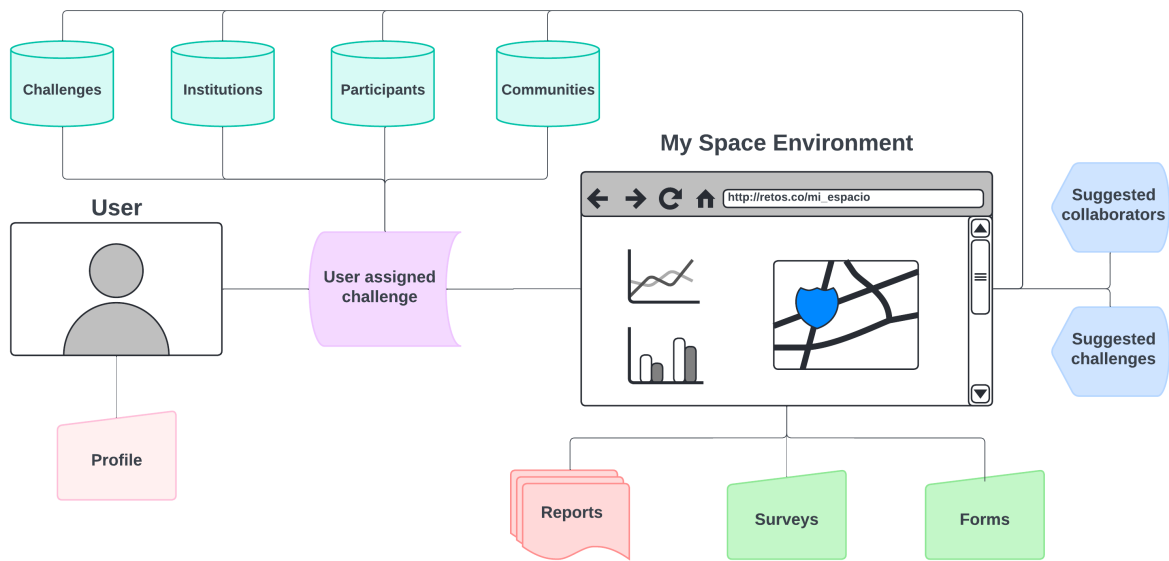 Challenges
Institutions
Participants
Communities
My Space Environment
http://retos.co/mi_espacio
Suggested
collaborators
User
User assigned
challenge
Suggested
challenges
Profile
Reports
Surveys
Forms